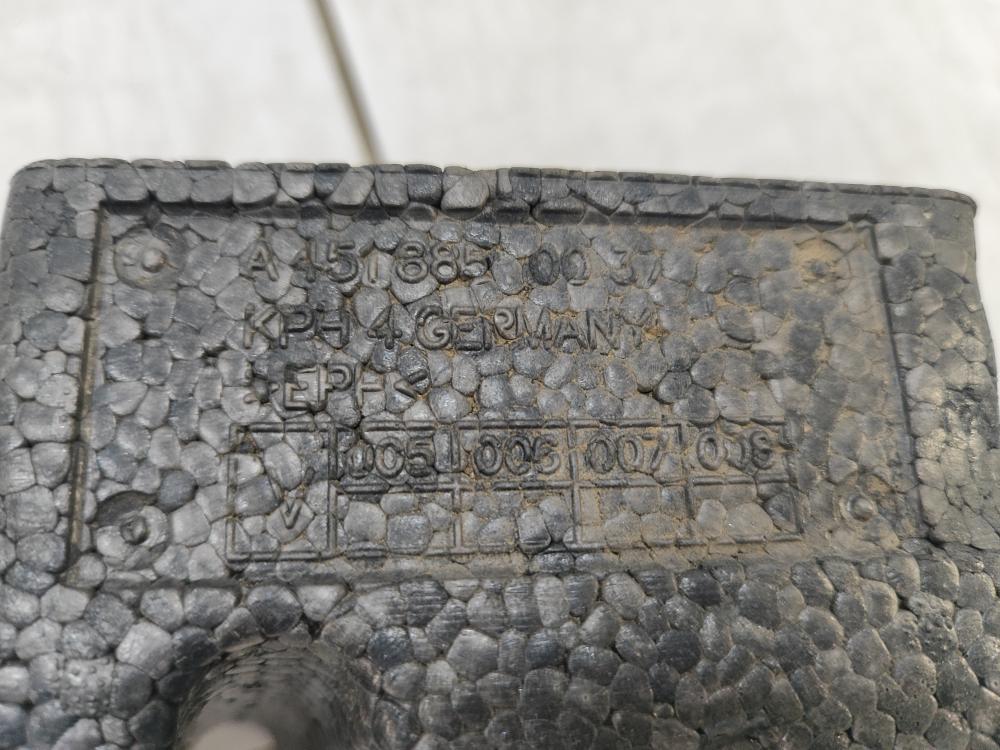 A 451 885 00 37
KPH 4 GERMANY
>EPP<
005 006 007 008